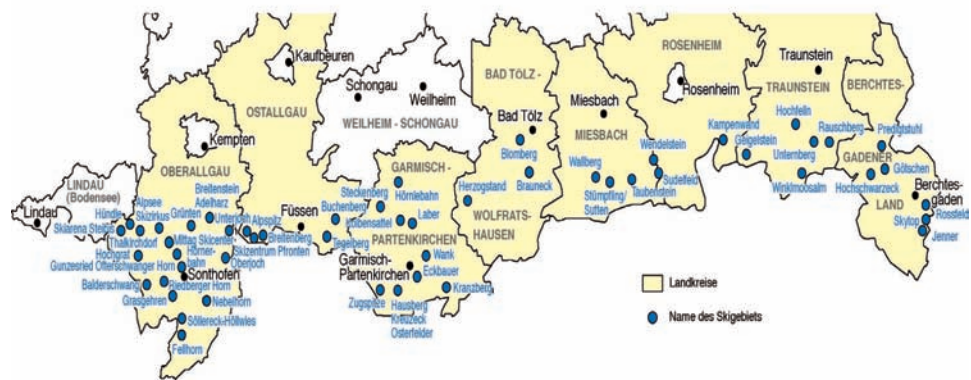 Kaufbeuren
Schongau
Weilheim
OSTALLGÄU
WEILHEIM - SCHONGAU
Kempten
OBERALLGÄU
LINDAU
(Bodensee)
Lindau
Hündle
Skiarena Steibis
Alpsee
Skizirkus
Thalkirchdorf
Hochgrat
Grünten
Breitenstein
Adelharz
Unterjoch
Alpspitz
Breitenberg
Skizentrum Pfronten
Mittag Skicenter
Hörner-
bahn
Oberjoch
Gunzesried Ofterschwanger Horn
Sonthofen
Balderschwang
Riedberger Horn
Grasgehren
Nebelhorn
Söllereck-Höllwies
Fellhorn
Füssen
Buchenberg
Tegelberg
GARMISCH -
PARTENKIRCHEN
Steckenberg
Hörnlebahn
Kolbensattel
Laber
Wank
Garmisch-
Partenkirchen
Eckbauer
Kranzberg
Zugspitze
Hausberg
Kreuzeck
Osterfelder
BAD TÖLZ -
WOLFRATS-
HAUSEN
Bad Tölz
Blomberg
Brauneck
Herzogstand
Miesbach
MIESBACH
Wallberg
Stümpfling/
Sutten
Taubenstein
Wendelstein
Sudelfeld
ROSENHEIM
Rosenheim
Kampenwand
Geigelstein
Traunstein
TRAUNSTEIN
Hochfelln
Rauschberg
Unternberg
Winklmoosalm
BERCHTES-
GADENER
LAND
Predigtstuhl
Götschen
Hochschwarzeck
Berchtes-
gaden
Rossfeld
Skytop
Jenner
Landkreise
Name des Skigebiets